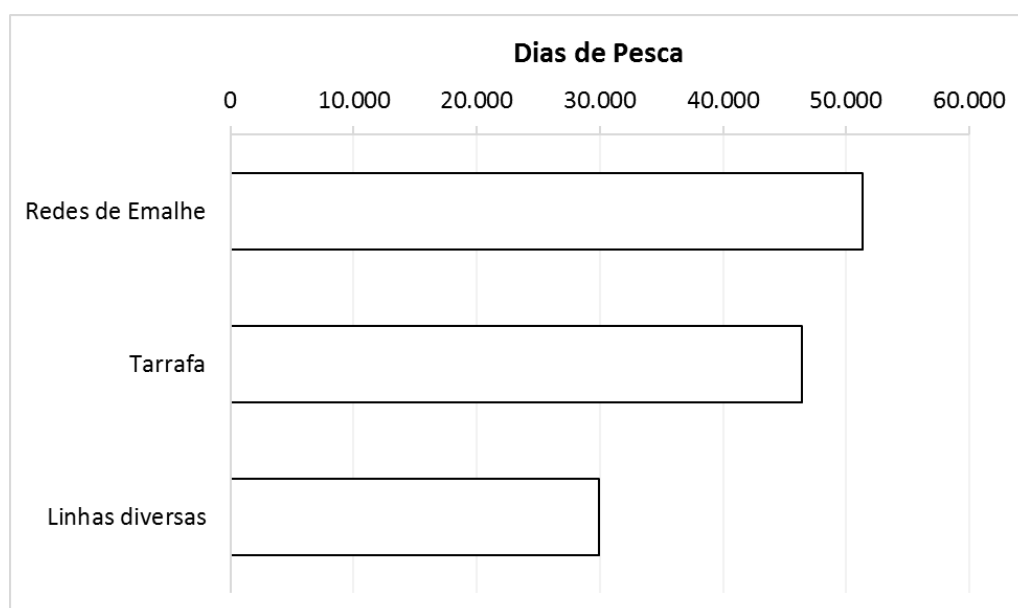 Dias de Pesca
0 10.000 20.000 30.000 40.000 50.000 60.000
Redes de Emalhe
Tarrafa
Linhas diversas